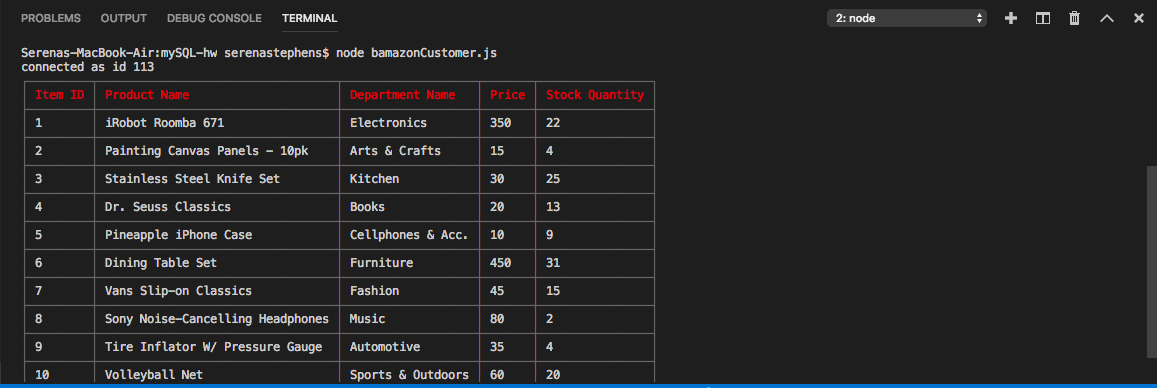 PROBLEMS OUTPUT DEBUG CONSOLE TERMINAL 2: node
Serenas-MacBook-Air:mySQL-hw serenastephens$ node bamazonCustomer.js
connected as id 113
Item ID Product Name Department Name Price Stock Quantity
1 iRobot Roomba 671 Electronics 350 22
2 Painting Canvas Panels - 10pk Arts & Crafts 15 4
3 Stainless Steel Knife Set Kitchen 30 25
4 Dr. Seuss Classics Books 20 13
5 Pineapple iPhone Case Cellphones & Acc. 10 9
6 Dining Table Set Furniture 450 31
7 Vans Slip-on Classics Fashion 45 15
8 Sony Noise-Cancelling Headphones Music 80 2
9 Tire Inflator W/ Pressure Gauge Automotive 35 4
10 Volleyball Net Sports & Outdoors 60 20